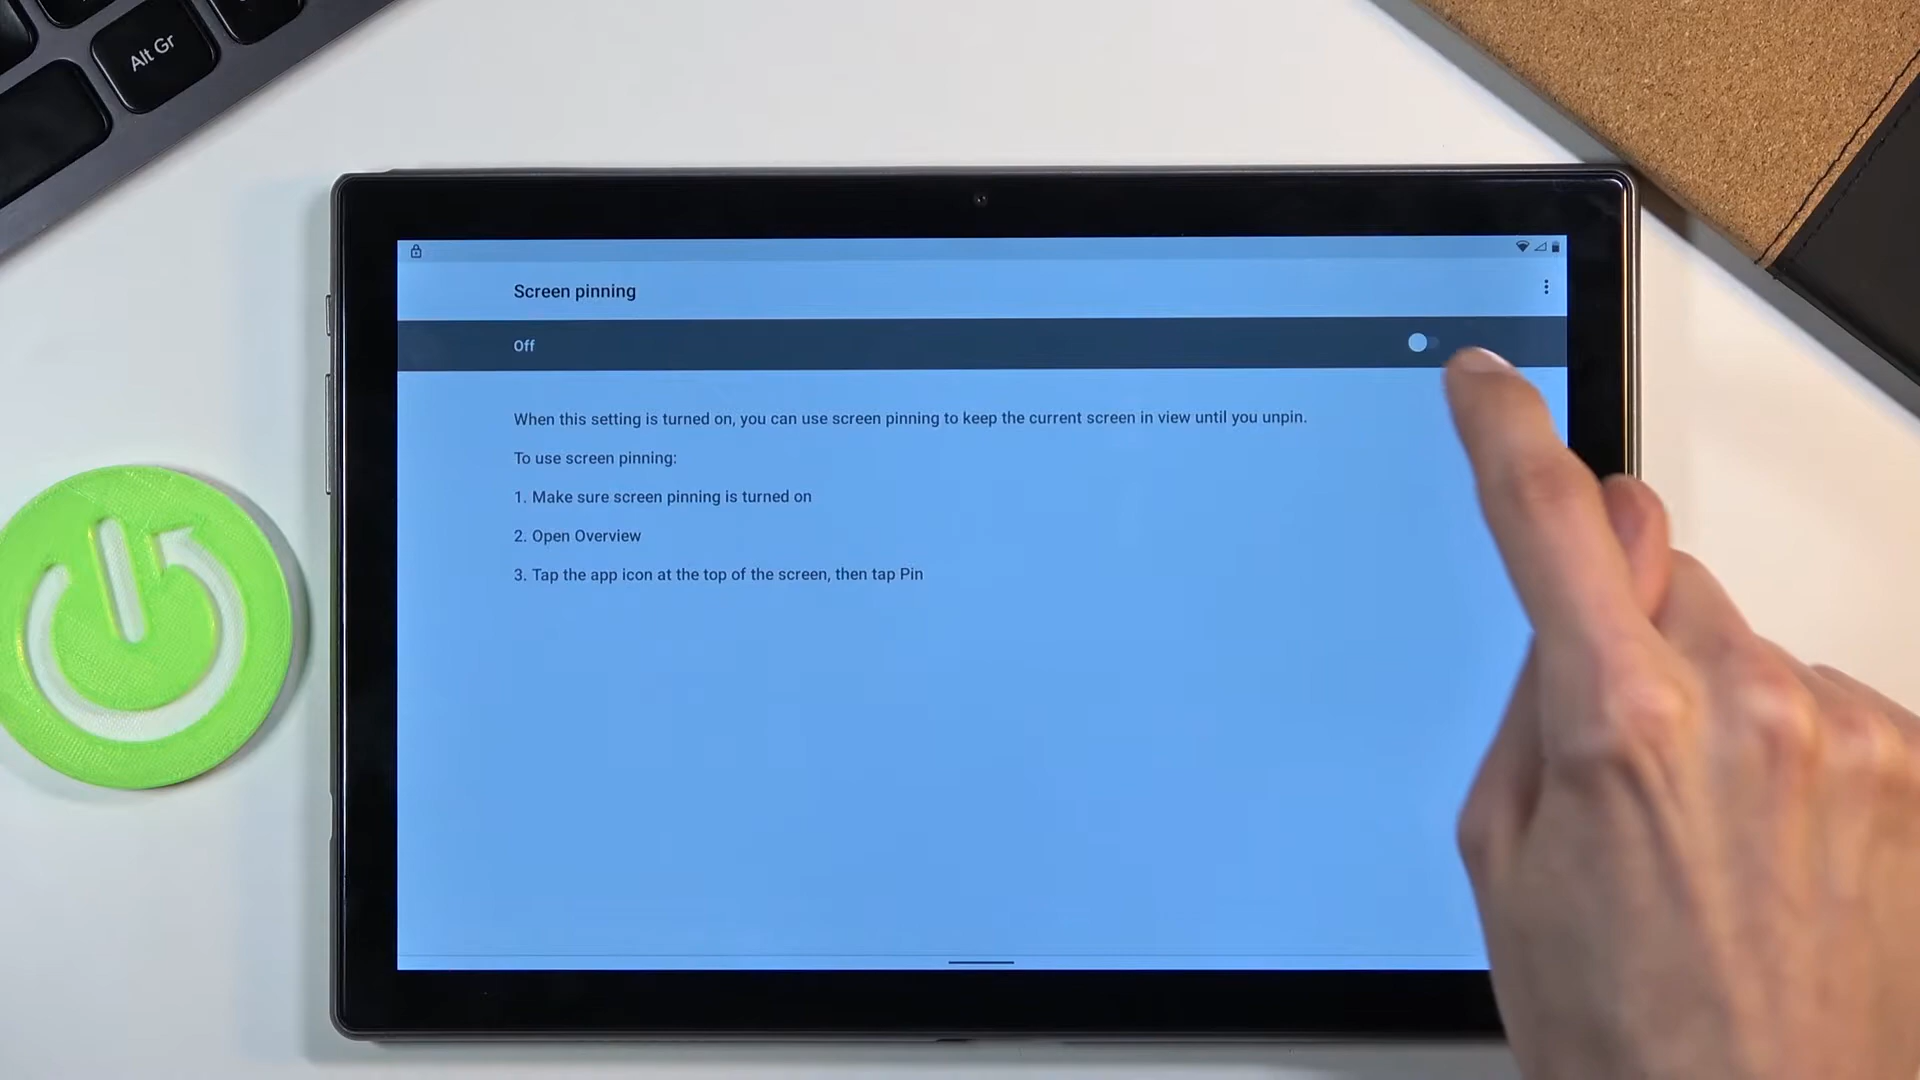 Alt Gr
Screen pinning
Off
When this setting is turned on, you can use screen pinning to keep the current screen in view until you unpin.
To use screen pinning:
1. Make sure screen pinning is turned on
2. Open Overview
3. Tap the app icon at the top of the screen, then tap Pin